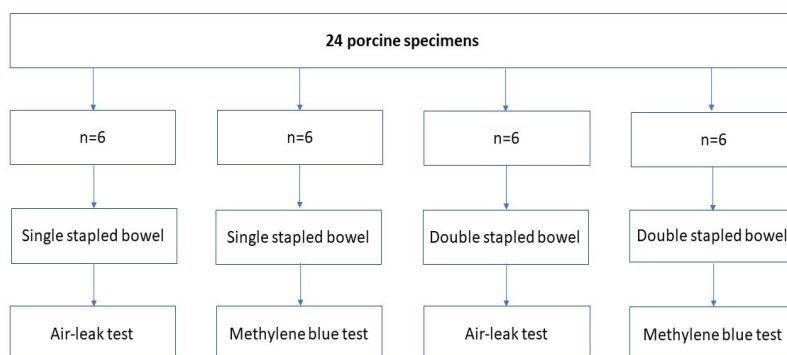 24 porcine specimens
n=6
n=6
n=6
n=6
Single stapled bowel
Single stapled bowel
Double stapled bowel
Double stapled bowel
Air-leak test
Methylene blue test
Air-leak test
Methylene blue test